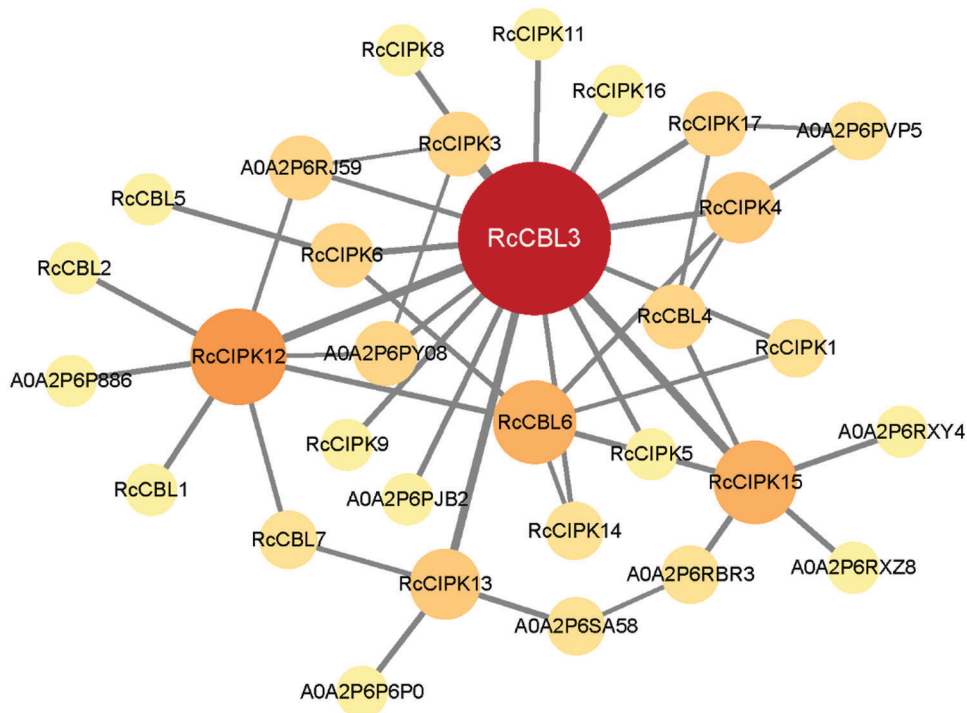 RcCIPK11
RcCIPK8
RcCIPK16
RcCIPK17
A0A2P6PVP5
RcCIPK3
A0A2P6RJ59
RcCBL5
RcCIPK4
RcCBL3
RcCIPK6
RcCBL2
RcCBL4
RcCIPK1
RcCIPK12
A0A2P6PY08
A0A2P6P886
RcCBL6
A0A2P6RXY4
RcCIPK9
RcCIPK5
RcCIPK15
RcCBL1
A0A2P6PJB2
RcCIPK14
RcCBL7
A0A2P6RBR3
A0A2P6RXZ8
RcCIPK13
A0A2P6SA58
A0A2P6P6P0